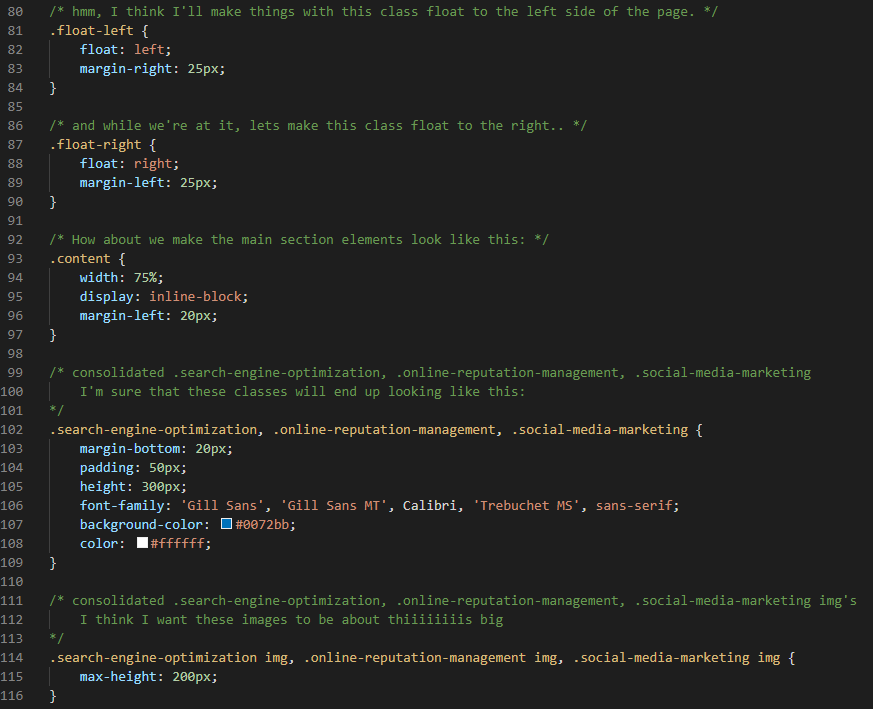 80 /* hmm, I think I'll make things with this class float to the left side of the page. */
81 .float-left {
82     float: left;
83     margin-right: 25px;
84 }
85
86 /* and while we're at it, lets make this class float to the right.. */
87 .float-right {
88     float: right;
89     margin-left: 25px;
90 }
91
92 /* How about we make the main section elements look like this: */
93 .content {
94     width: 75%;
95     display: inline-block;
96     margin-left: 20px;
97 }
98
99 /* consolidated .search-engine-optimization, .online-reputation-management, .social-media-marketing
100     I'm sure that these classes will end up looking like this:
101 */
102 .search-engine-optimization, .online-reputation-management, .social-media-marketing {
103     margin-bottom: 20px;
104     padding: 50px;
105     height: 300px;
106     font-family: 'Gill Sans', 'Gill Sans MT', Calibri, 'Trebuchet MS', sans-serif;
107     background-color: #0072bb;
108     color: #ffffff;
109 }
110
111 /* consolidated .search-engine-optimization, .online-reputation-management, .social-media-marketing img's
112     I think I want these images to be about thiiiiiiiis big
113 */
114 .search-engine-optimization img, .online-reputation-management img, .social-media-marketing img {
115     max-height: 200px;
116 }